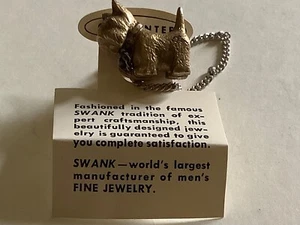 Fashioned in the famous
SWANK tradition of ex-
pert craftsmanship, this
beautifully designed jew-
elry is guaranteed to give
you complete satisfaction.
SWANK—world's largest
manufacturer of men's
FINE JEWELRY.